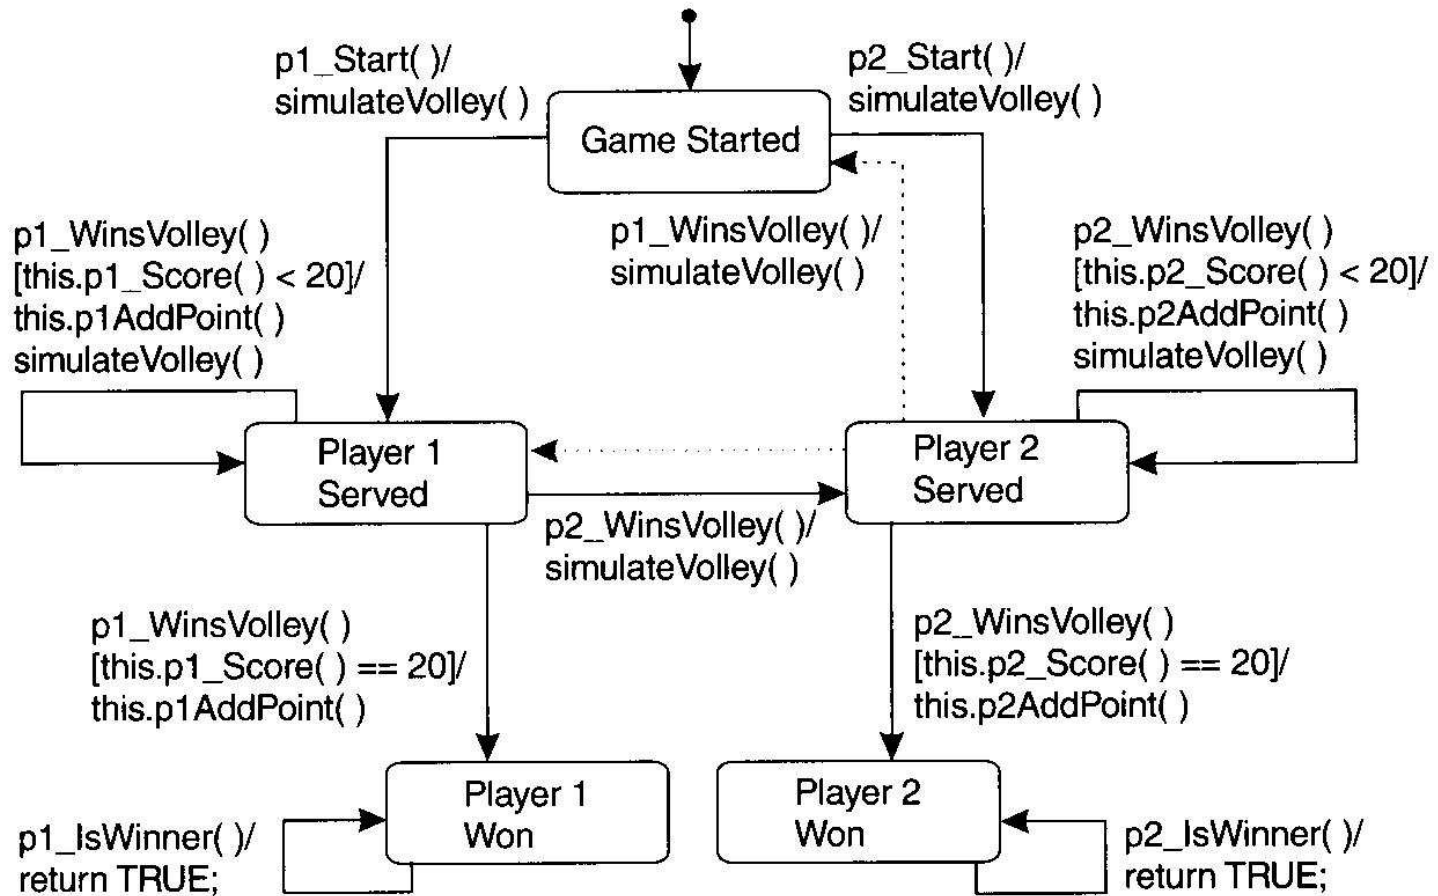 p1_Start( )/
simulateVolley( )
p2_Start( )/
simulateVolley( )
Game Started
p1_WinsVolley( )
[this.p1_Score( ) < 20]/
this.p1AddPoint( )
simulateVolley( )
p1_WinsVolley( )/
simulateVolley( )
p2_WinsVolley( )
[this.p2_Score( ) < 20]/
this.p2AddPoint( )
simulateVolley( )
Player 1
Served
Player 2
Served
p2_WinsVolley( )/
simulateVolley( )
p1_WinsVolley( )
[this.p1_Score( ) == 20]/
this.p1AddPoint( )
p2_WinsVolley( )
[this.p2_Score( ) == 20]/
this.p2AddPoint( )
Player 1
Won
Player 2
Won
p1_IsWinner( )/
return TRUE;
p2_IsWinner( )/
return TRUE;